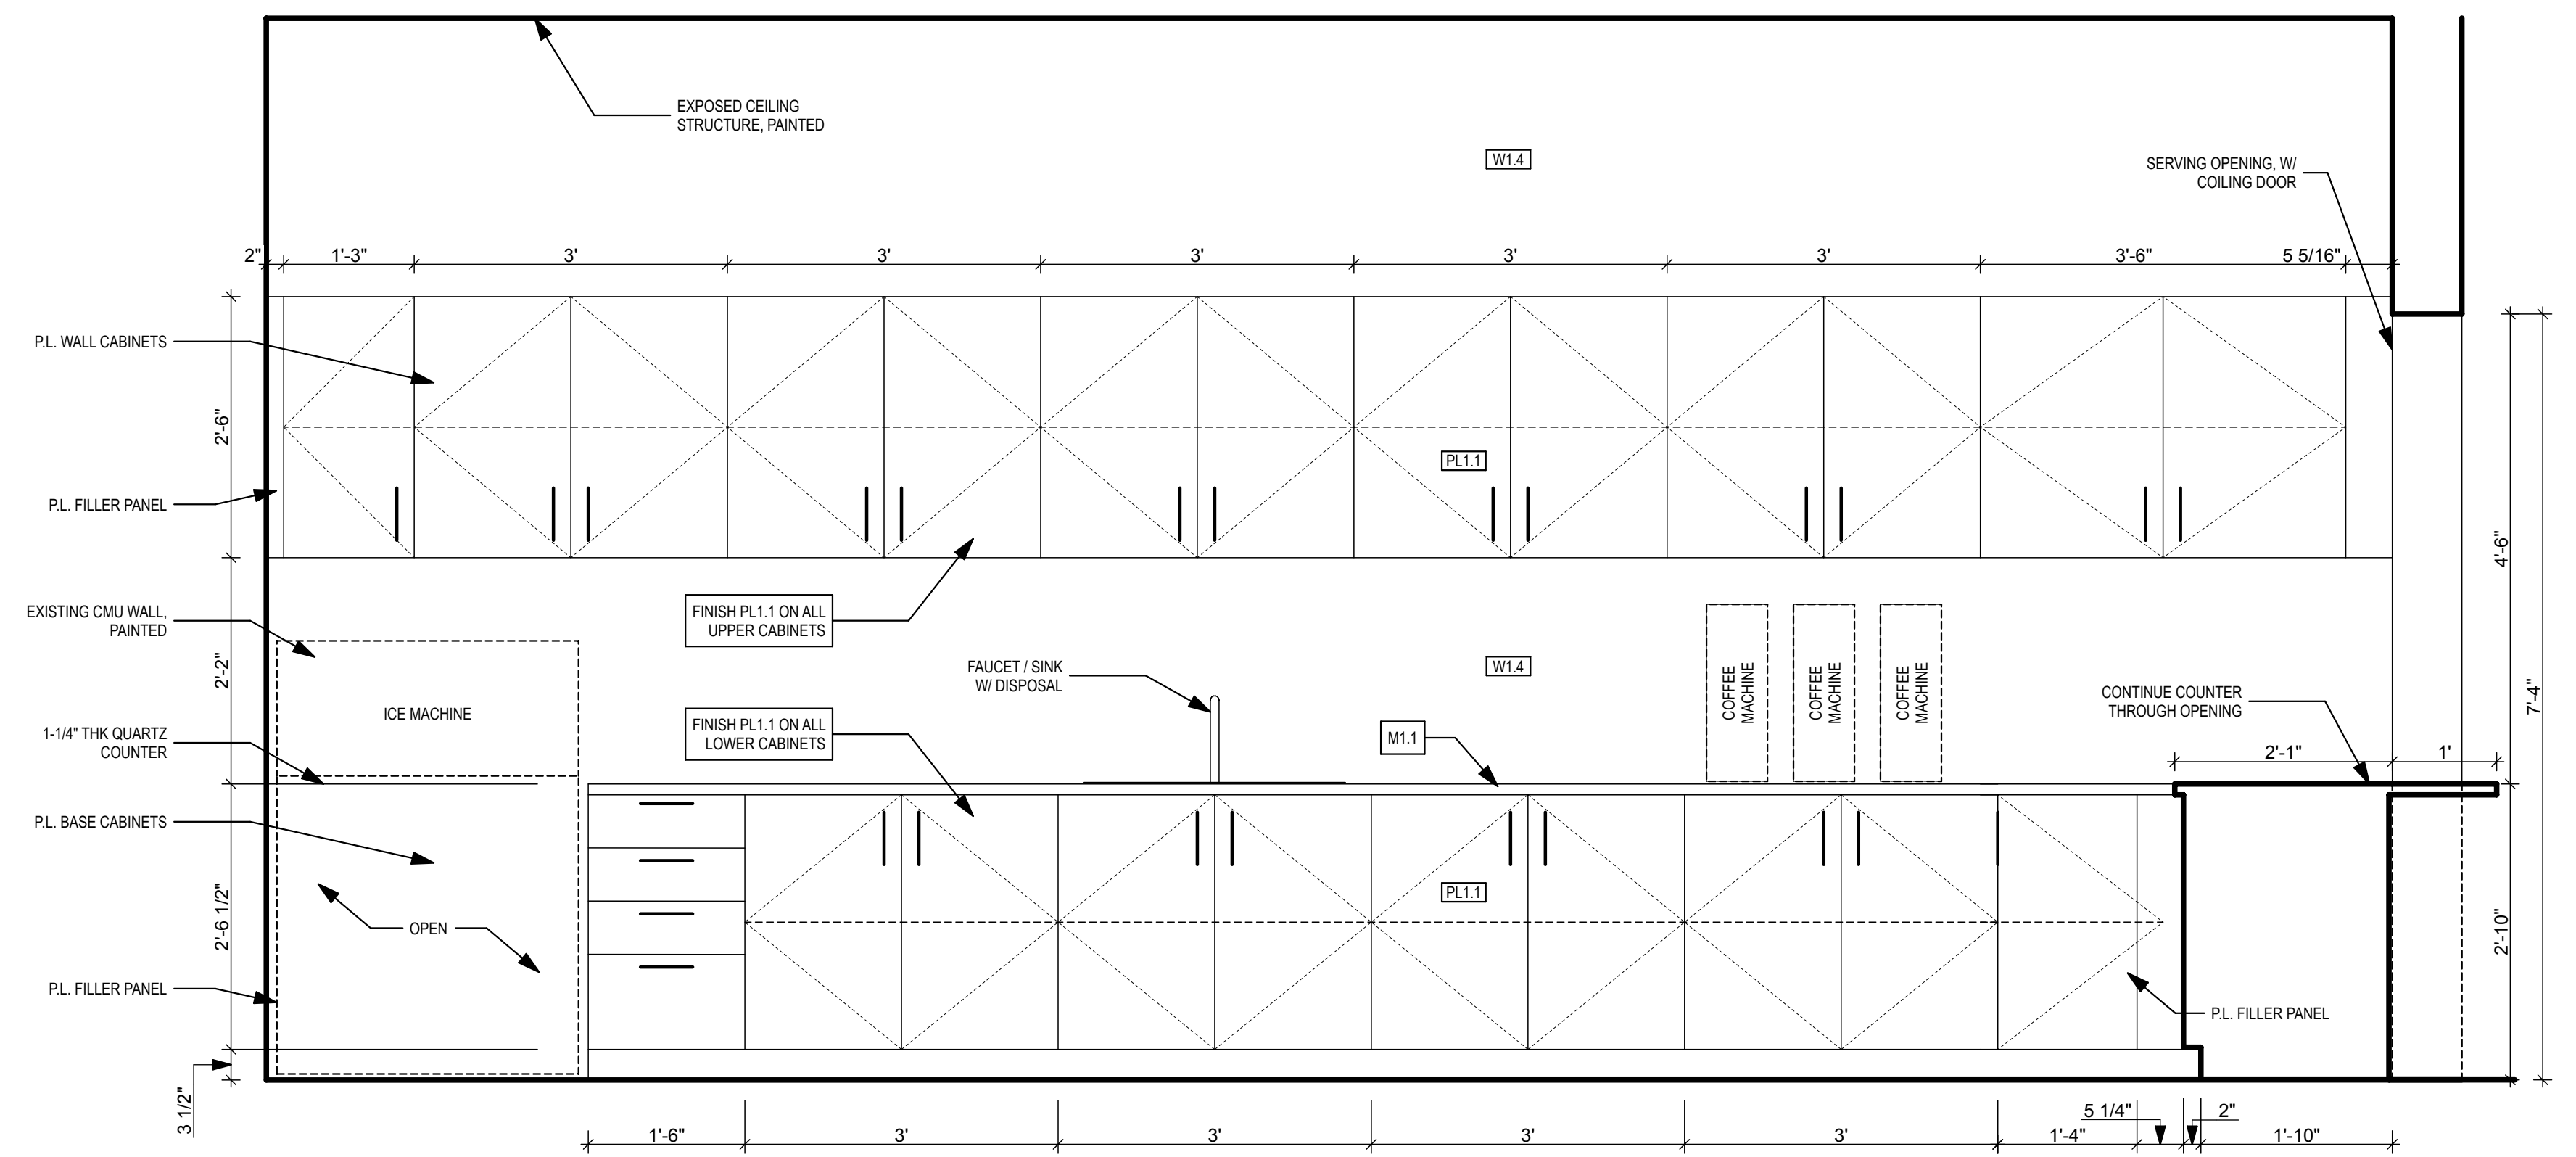 EXPOSED CEILING
STRUCTURE, PAINTED
W1.4
SERVING OPENING, W/
COILING DOOR
2"
1'-3"
3'
3'
3'
3'
3'
3'-6"
5 5/16"
P.L. WALL CABINETS
2'-6"
PL1.1
P.L. FILLER PANEL
4'-6"
EXISTING CMU WALL,
PAINTED
FINISH PL1.1 ON ALL
UPPER CABINETS
2'-2"
FAUCET / SINK
W/ DISPOSAL
W1.4
COFFEE
MACHINE
COFFEE
MACHINE
COFFEE
MACHINE
CONTINUE COUNTER
THROUGH OPENING
7'-4"
ICE MACHINE
1-1/4" THK QUARTZ
COUNTER
FINISH PL1.1 ON ALL
LOWER CABINETS
M1.1
2'-1"
1'
P.L. BASE CABINETS
PL1.1
2'-6 1/2"
OPEN
2'-10"
P.L. FILLER PANEL
P.L. FILLER PANEL
3 1/2"
1'-6"
3'
3'
3'
3'
1'-4"
5 1/4"
2"
1'-10"